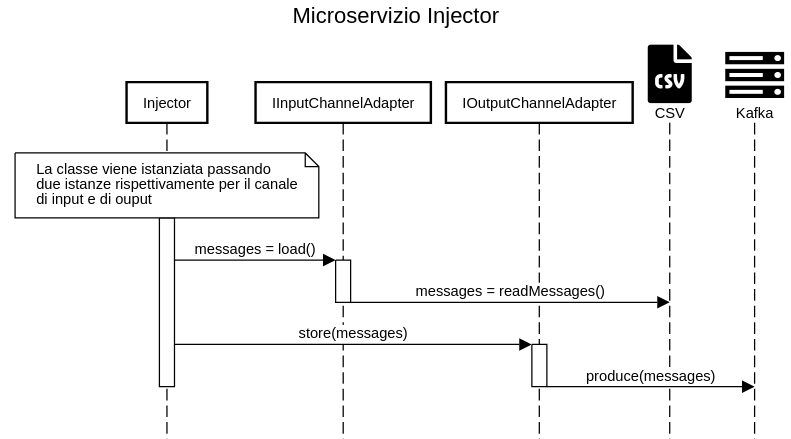 Microservizio Injector
Injector
IInputChannelAdapter
IOutputChannelAdapter
CSV
CSV
Kafka
La classe viene istanziata passando
due istanze rispettivamente per il canale
di input e di ouput
messages = load()
messages = readMessages()
store(messages)
produce(messages)